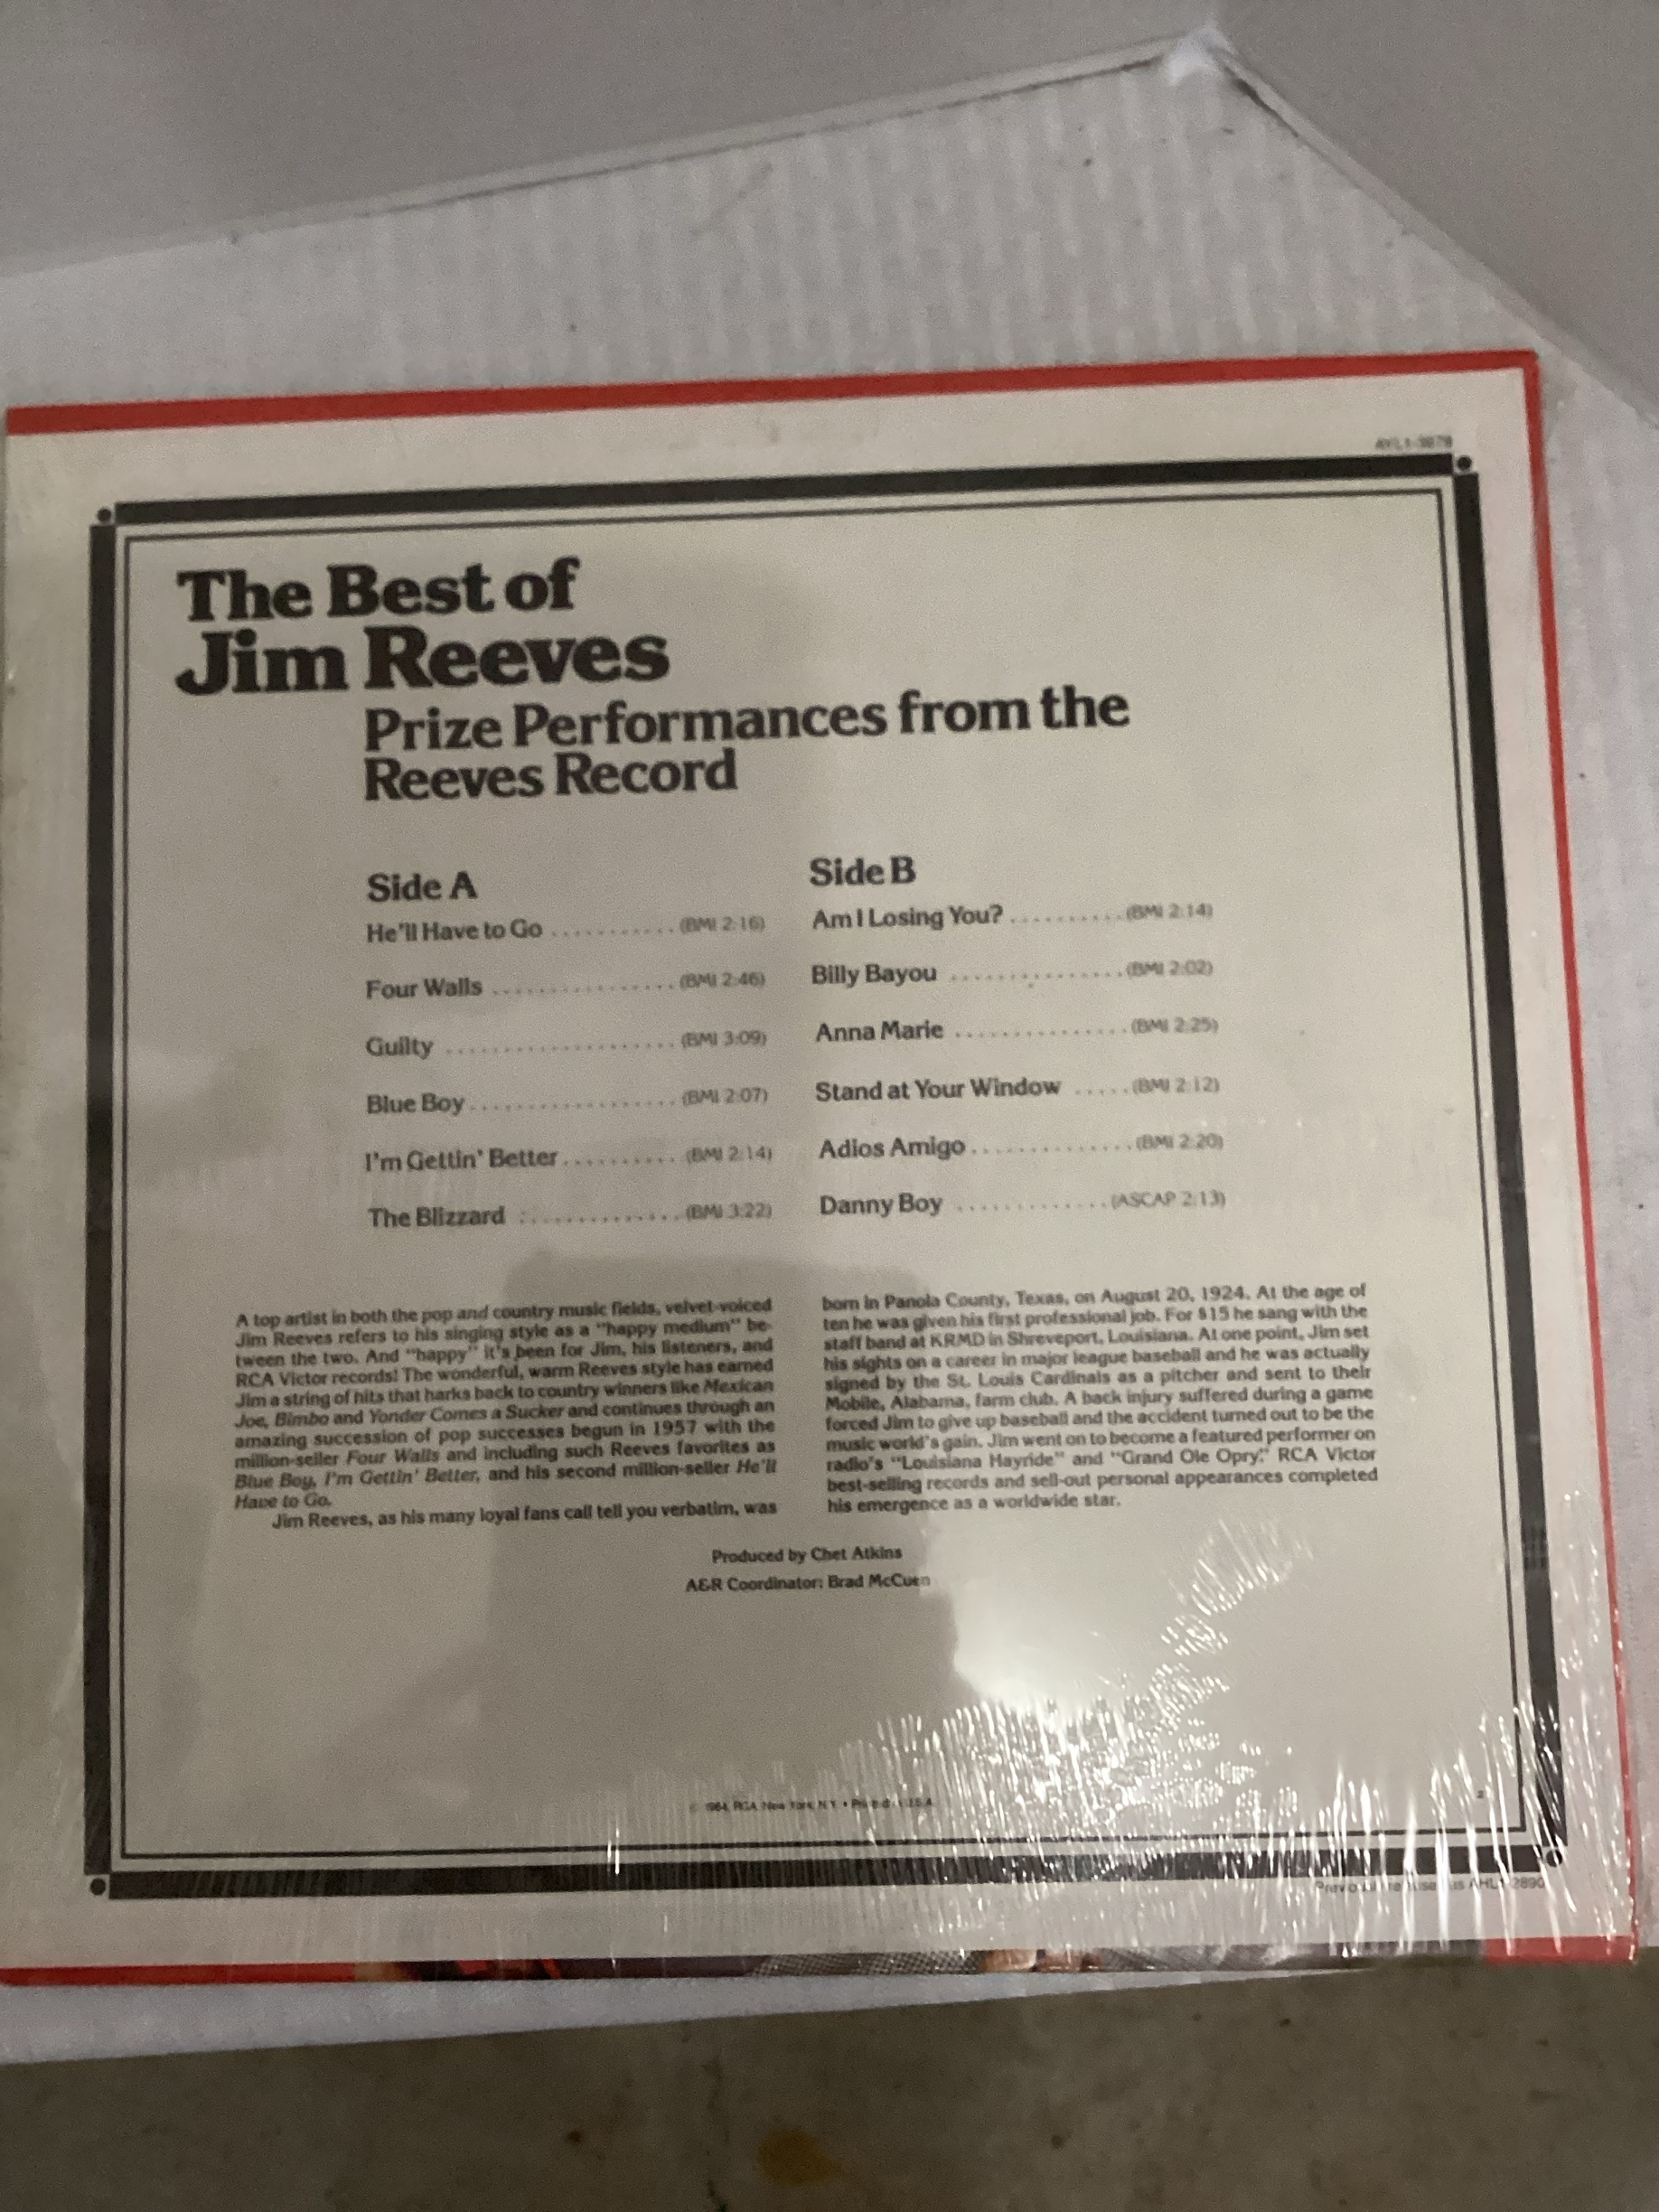 The Best of
Jim Reeves
Prize Performances from the
Reeves Record
Side A
He'll Have to Go ........... (BMI 2:16)
Four Walls ................ (BMI 2:46)
Guilty .................... (BMI 3:09)
Blue Boy .................. (BMI 2:07)
I'm Gettin' Better .......... (BMI 2:14)
The Blizzard .............. (BMI 3:22)
Side B
Am I Losing You? .......... (BMI 2:14)
Billy Bayou ............... (BMI 2:02)
Anna Marie ............... (BMI 2:25)
Stand at Your Window ..... (BMI 2:12)
Adios Amigo .............. (BMI 2:20)
Danny Boy ............. (ASCAP 2:13)
A top artist in both the pop and country music fields, velvet-voiced
Jim Reeves refers to his singing style as a "happy medium" be-
tween the two. And "happy" it's been for Jim, his listeners, and
RCA Victor records! The wonderful, warm Reeves style has earned
Jim a string of hits that harks back to country winners like Mexican
Joe, Bimbo and Yonder Comes a Sucker and continues through an
amazing succession of pop successes begun in 1957 with the
million-seller Four Walls and including such Reeves favorites as
Blue Boy, I'm Gettin' Better, and his second million-seller He'll
Have to Go.
Jim Reeves, as his many loyal fans call tell you verbatim, was
born in Panola County, Texas, on August 20, 1924. At the age of
ten he was given his first professional job. For $15 he sang with the
staff band at KRMD in Shreveport, Louisiana. At one point, Jim set
his sights on a career in major league baseball and he was actually
signed by the St. Louis Cardinals as a pitcher and sent to their
Mobile, Alabama, farm club. A back injury suffered during a game
forced Jim to give up baseball and the accident turned out to be the
music world's gain. Jim went on to become a featured performer on
radio's "Louisiana Hayride" and "Grand Ole Opry." RCA Victor
best-selling records and sell-out personal appearances completed
his emergence as a worldwide star.
Produced by Chet Atkins
A&R Coordinator: Brad McCuen
New York, N.Y. •